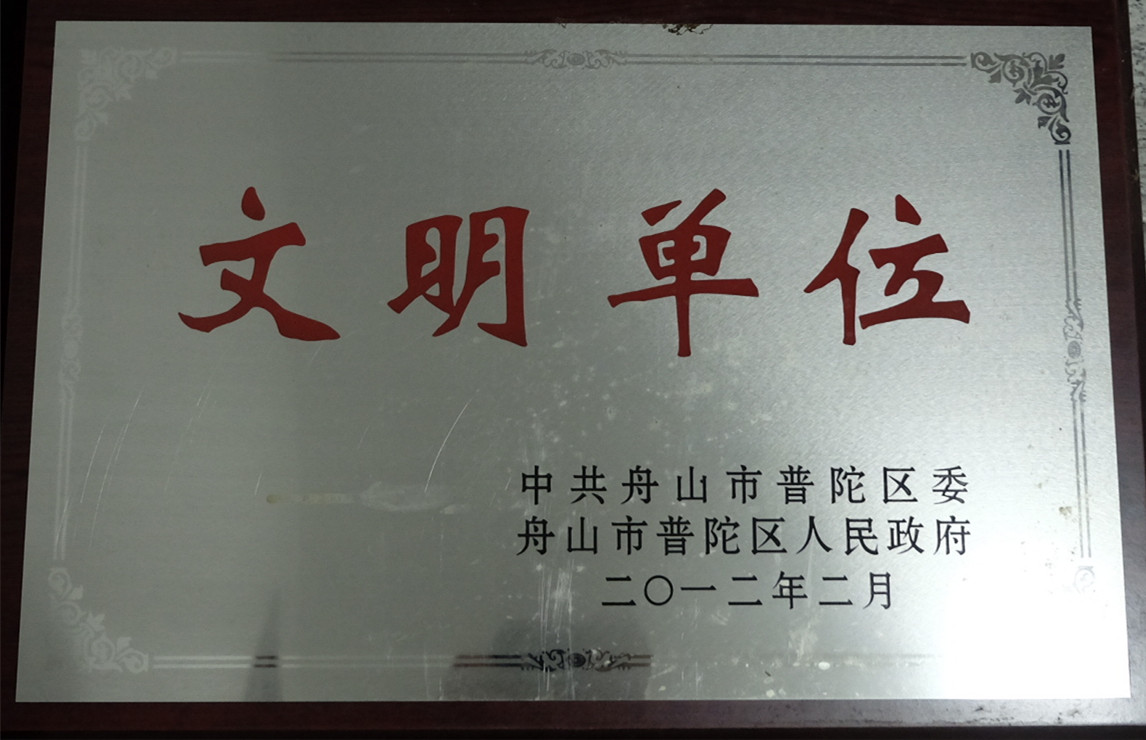 文明单位
中共舟山市普陀区委
舟山市普陀区人民政府
二〇一二年二月